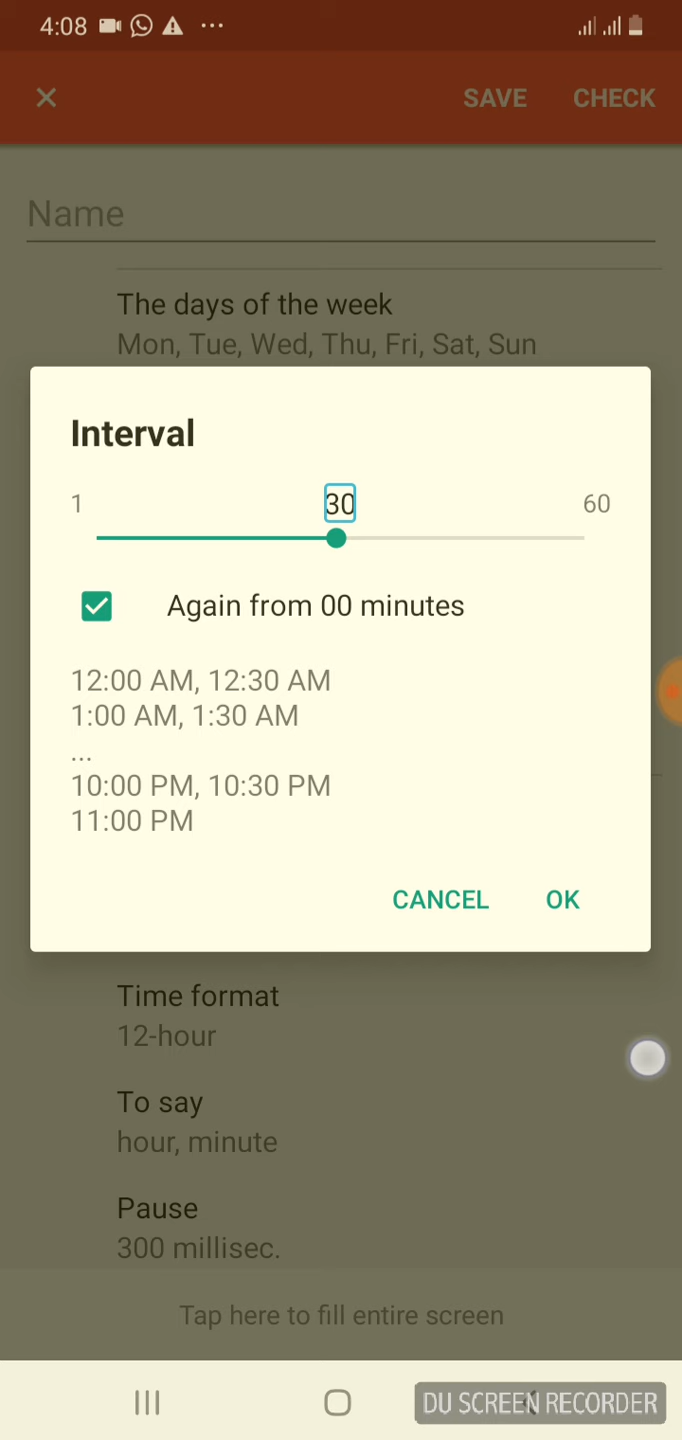 4:08
SAVE CHECK
Name
The days of the week
Mon, Tue, Wed, Thu, Fri, Sat, Sun
Interval
1 30 60
Again from 00 minutes
12:00 AM, 12:30 AM
1:00 AM, 1:30 AM
...
10:00 PM, 10:30 PM
11:00 PM
CANCEL OK
Time format
12-hour
To say
hour, minute
Pause
300 millisec.
Tap here to fill entire screen
DU SCREEN RECORDER